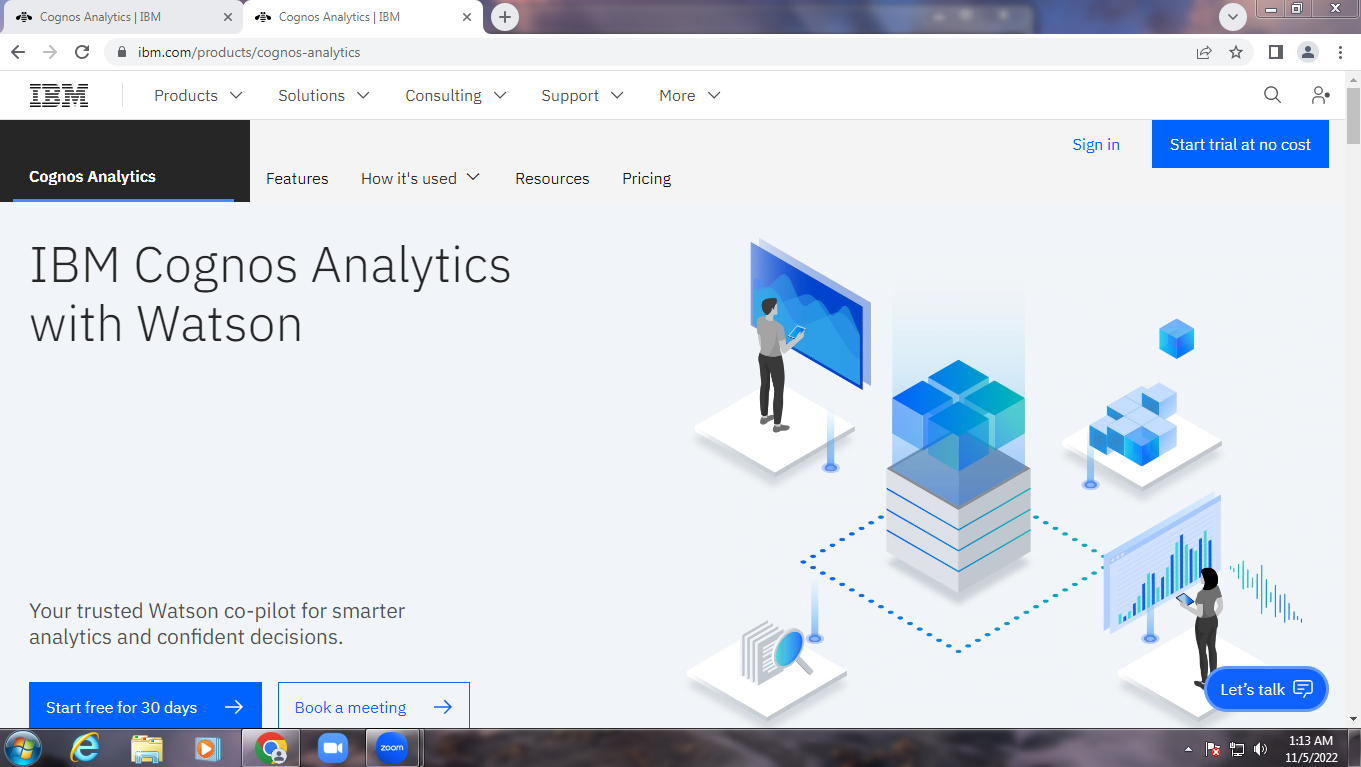 Cognos Analytics | IBM
Cognos Analytics | IBM
ibm.com/products/cognos-analytics
IBM
Products
Solutions
Consulting
Support
More
Sign in
Start trial at no cost
Cognos Analytics
Features
How it's used
Resources
Pricing
IBM Cognos Analytics
with Watson
Your trusted Watson co-pilot for smarter
analytics and confident decisions.
Start free for 30 days
Book a meeting
Let's talk
zoom
1:13 AM
11/5/2022